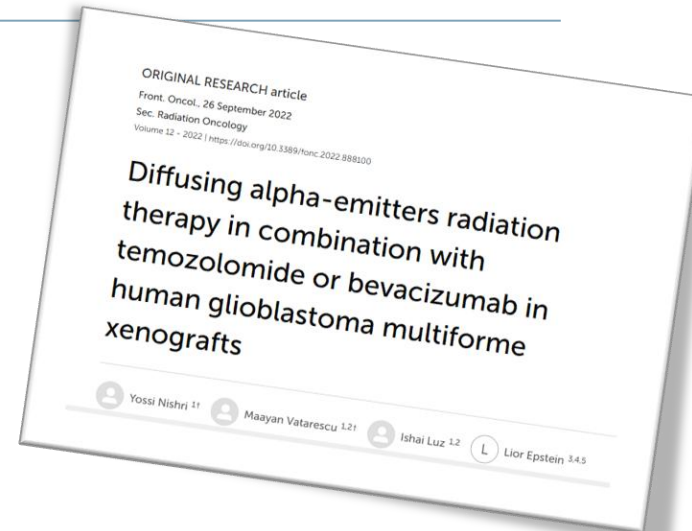 ORIGINAL RESEARCH article
Front. Oncol., 26 September 2022
Sec. Radiation Oncology
Volume 12 - 2022 | https://doi.org/10.3389/fonc.2022.888100
Diffusing alpha-emitters radiation
therapy in combination with
temozolomide or bevacizumab in
human glioblastoma multiforme
xenografts
Yossi Nishri 1† Maayan Vatarescu 1,2† Ishai Luz 1,2 L Lior Epstein 3,4,5